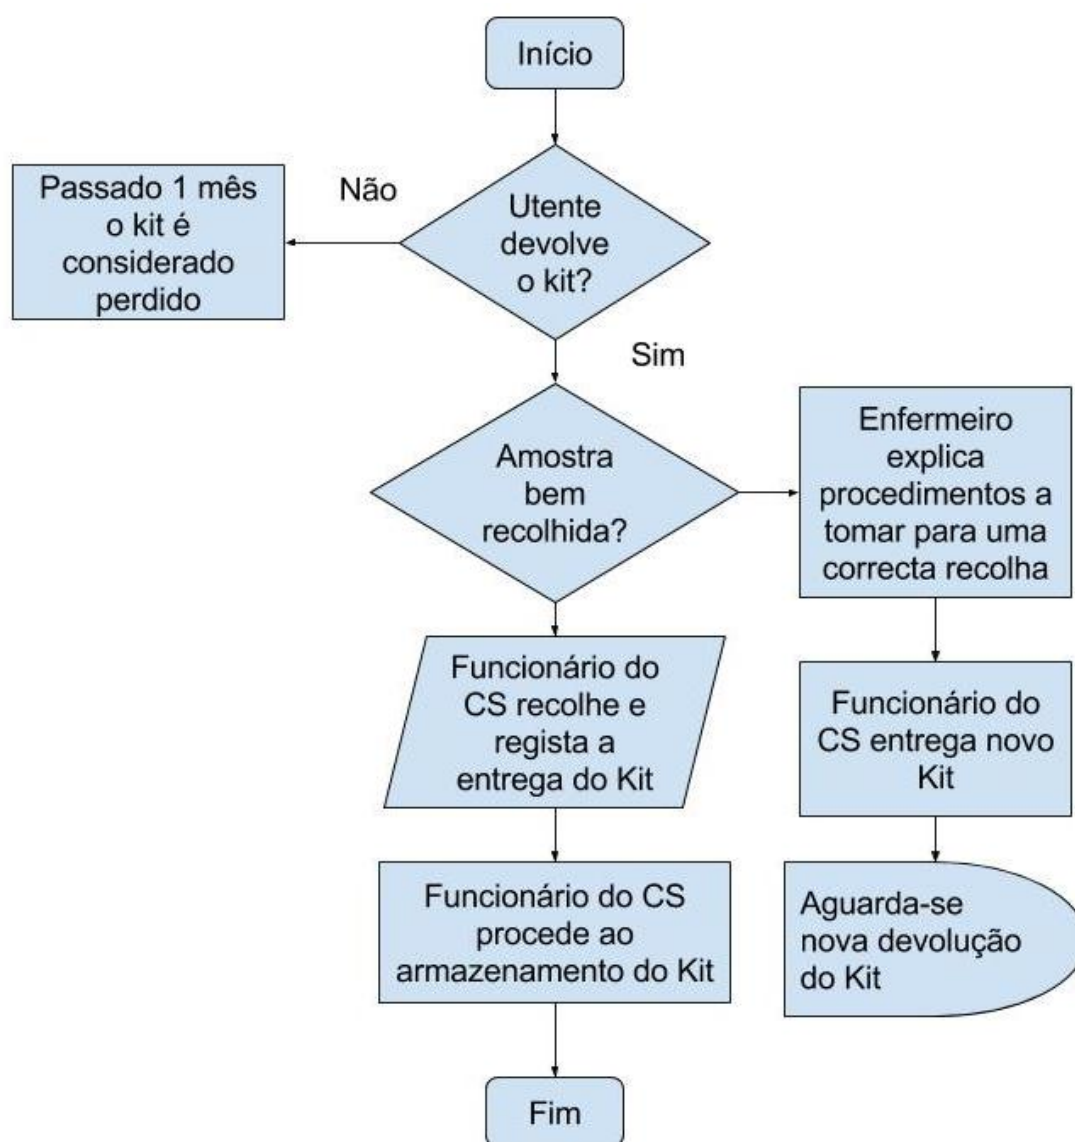 Início
Não
Passado 1 mês
o kit é
considerado
perdido
Utente
devolve
o kit?
Sim
Amostra
bem
recolhida?
Enfermeiro
explica
procedimentos a
tomar para uma
correcta recolha
Funcionário do
CS recolhe e
regista a
entrega do Kit
Funcionário do
CS entrega novo
Kit
Funcionário do CS
procede ao
armazenamento do Kit
Aguarda-se
nova devolução
do Kit
Fim